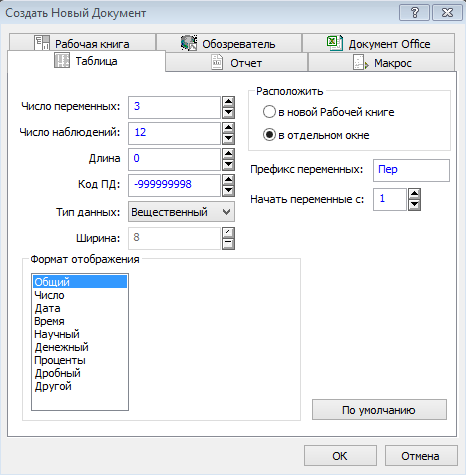 Создать Новый Документ
Рабочая книга
Обозреватель
Документ Office
Таблица
Отчет
Макрос
Число переменных: 3
Число наблюдений: 12
Длина 0
Код ПД: -999999998
Тип данных: Вещественный
Ширина: 8
Расположить
в новой Рабочей книге
в отдельном окне
Префикс переменных: Пер
Начать переменные с: 1
Формат отображения
Общий
Число
Дата
Время
Научный
Денежный
Проценты
Дробный
Другой
По умолчанию
OK
Отмена